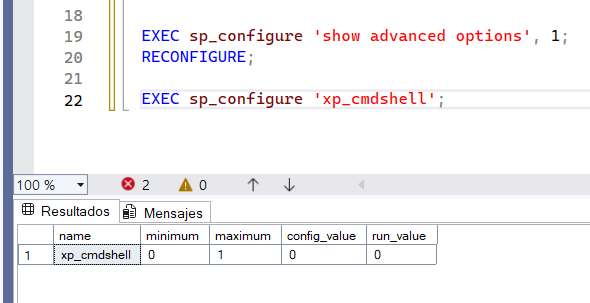 18
19 EXEC sp_configure 'show advanced options', 1;
20 RECONFIGURE;
21
22 EXEC sp_configure 'xp_cmdshell';
100 % 2 0
Resultados Mensajes
name minimum maximum config_value run_value
1 xp_cmdshell 0 1 0 0